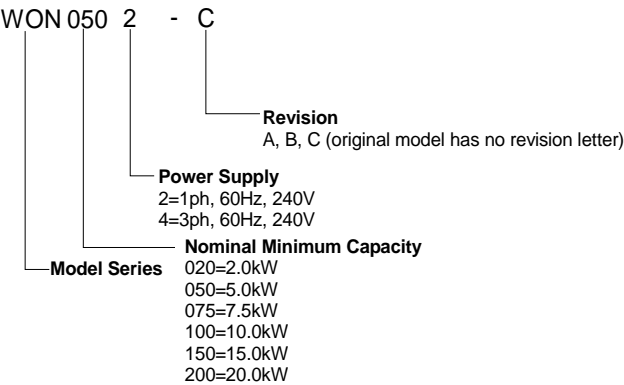 WON 050 2 - C
Revision
A, B, C (original model has no revision letter)
Power Supply
2=1ph, 60Hz, 240V
4=3ph, 60Hz, 240V
Nominal Minimum Capacity
Model Series
020=2.0kW
050=5.0kW
075=7.5kW
100=10.0kW
150=15.0kW
200=20.0kW